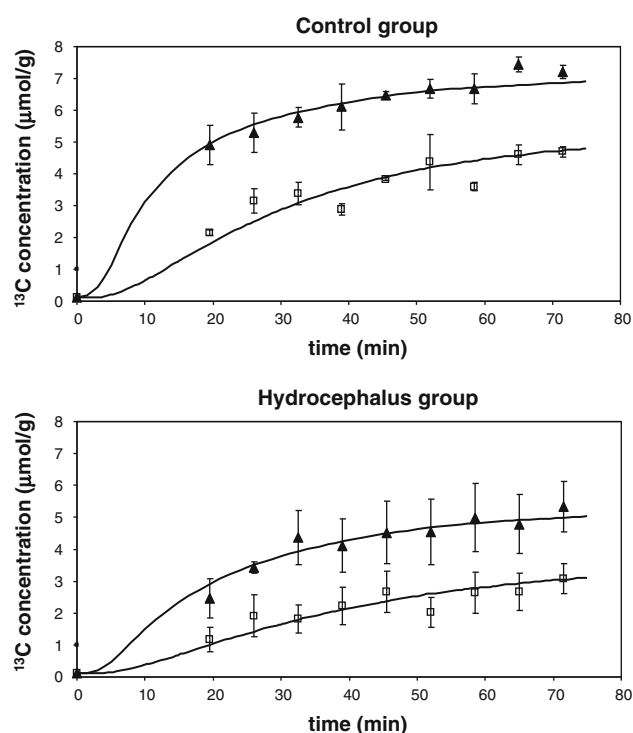 Control group
¹³C concentration (μmol/g)
8
7
6
5
4
3
2
1
0
0 10 20 30 40 50 60 70 80
time (min)
Hydrocephalus group
¹³C concentration (μmol/g)
8
7
6
5
4
3
2
1
0
0 10 20 30 40 50 60 70 80
time (min)